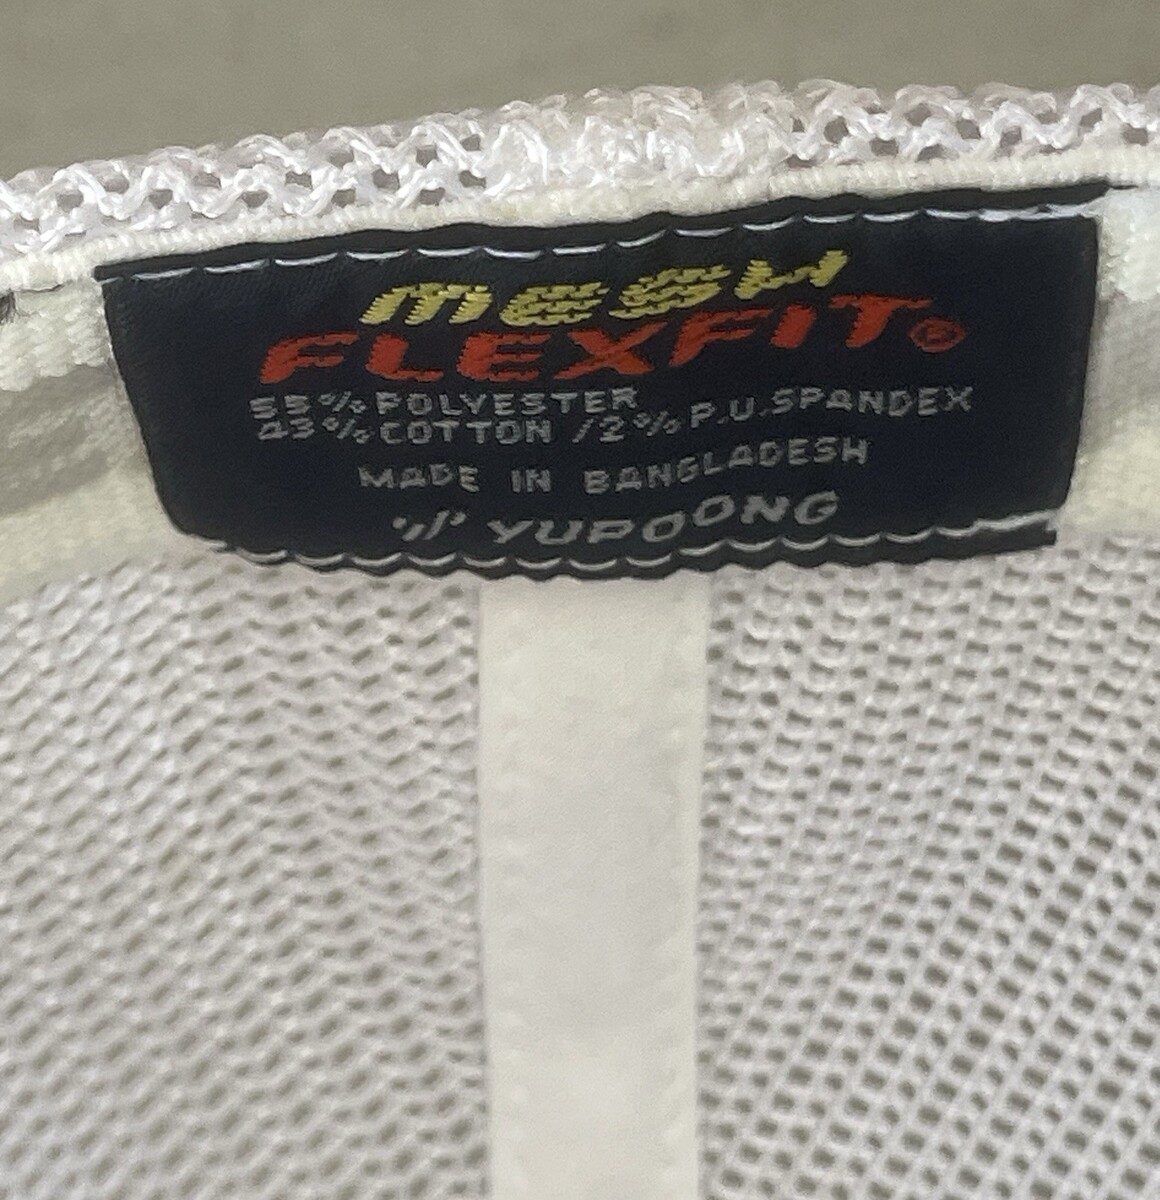 mesh
FLEXFIT®
55% POLYESTER
43% COTTON /2% P.U.SPANDEX
MADE IN BANGLADESH
YUPOONG